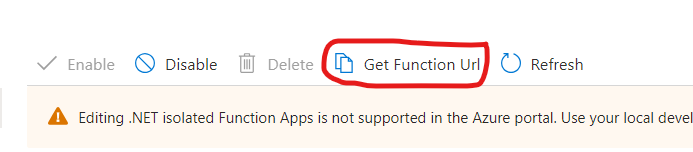 Enable Disable Delete Get Function Url Refresh
Editing .NET isolated Function Apps is not supported in the Azure portal. Use your local devel